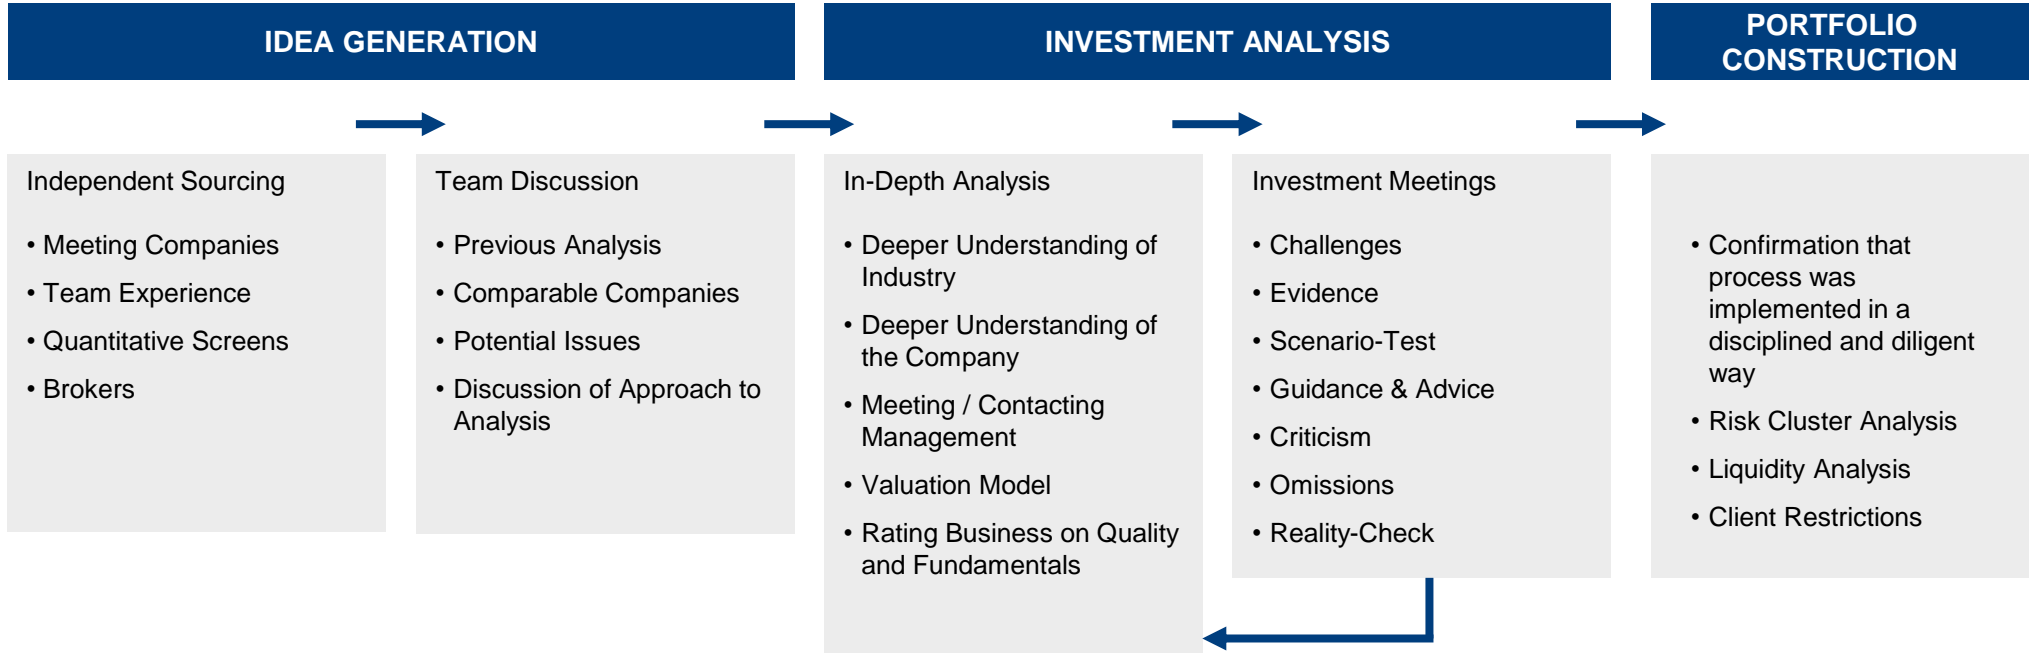 IDEA GENERATION
INVESTMENT ANALYSIS
PORTFOLIO
CONSTRUCTION
Independent Sourcing
• Meeting Companies
• Team Experience
• Quantitative Screens
• Brokers
Team Discussion
• Previous Analysis
• Comparable Companies
• Potential Issues
• Discussion of Approach to
Analysis
In-Depth Analysis
• Deeper Understanding of
Industry
• Deeper Understanding of
the Company
• Meeting / Contacting
Management
• Valuation Model
• Rating Business on Quality
and Fundamentals
Investment Meetings
• Challenges
• Evidence
• Scenario-Test
• Guidance & Advice
• Criticism
• Omissions
• Reality-Check
• Confirmation that
process was
implemented in a
disciplined and diligent
way
• Risk Cluster Analysis
• Liquidity Analysis
• Client Restrictions